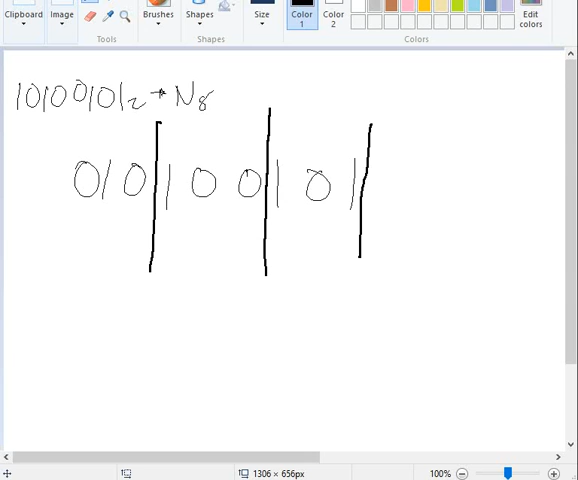 Clipboard
Image
Tools
Brushes
Shapes
Shapes
Size
Color 1
Color 2
Colors
Edit colors
10100101₂ → N₈
010|100|101|
1306 × 656px
100%